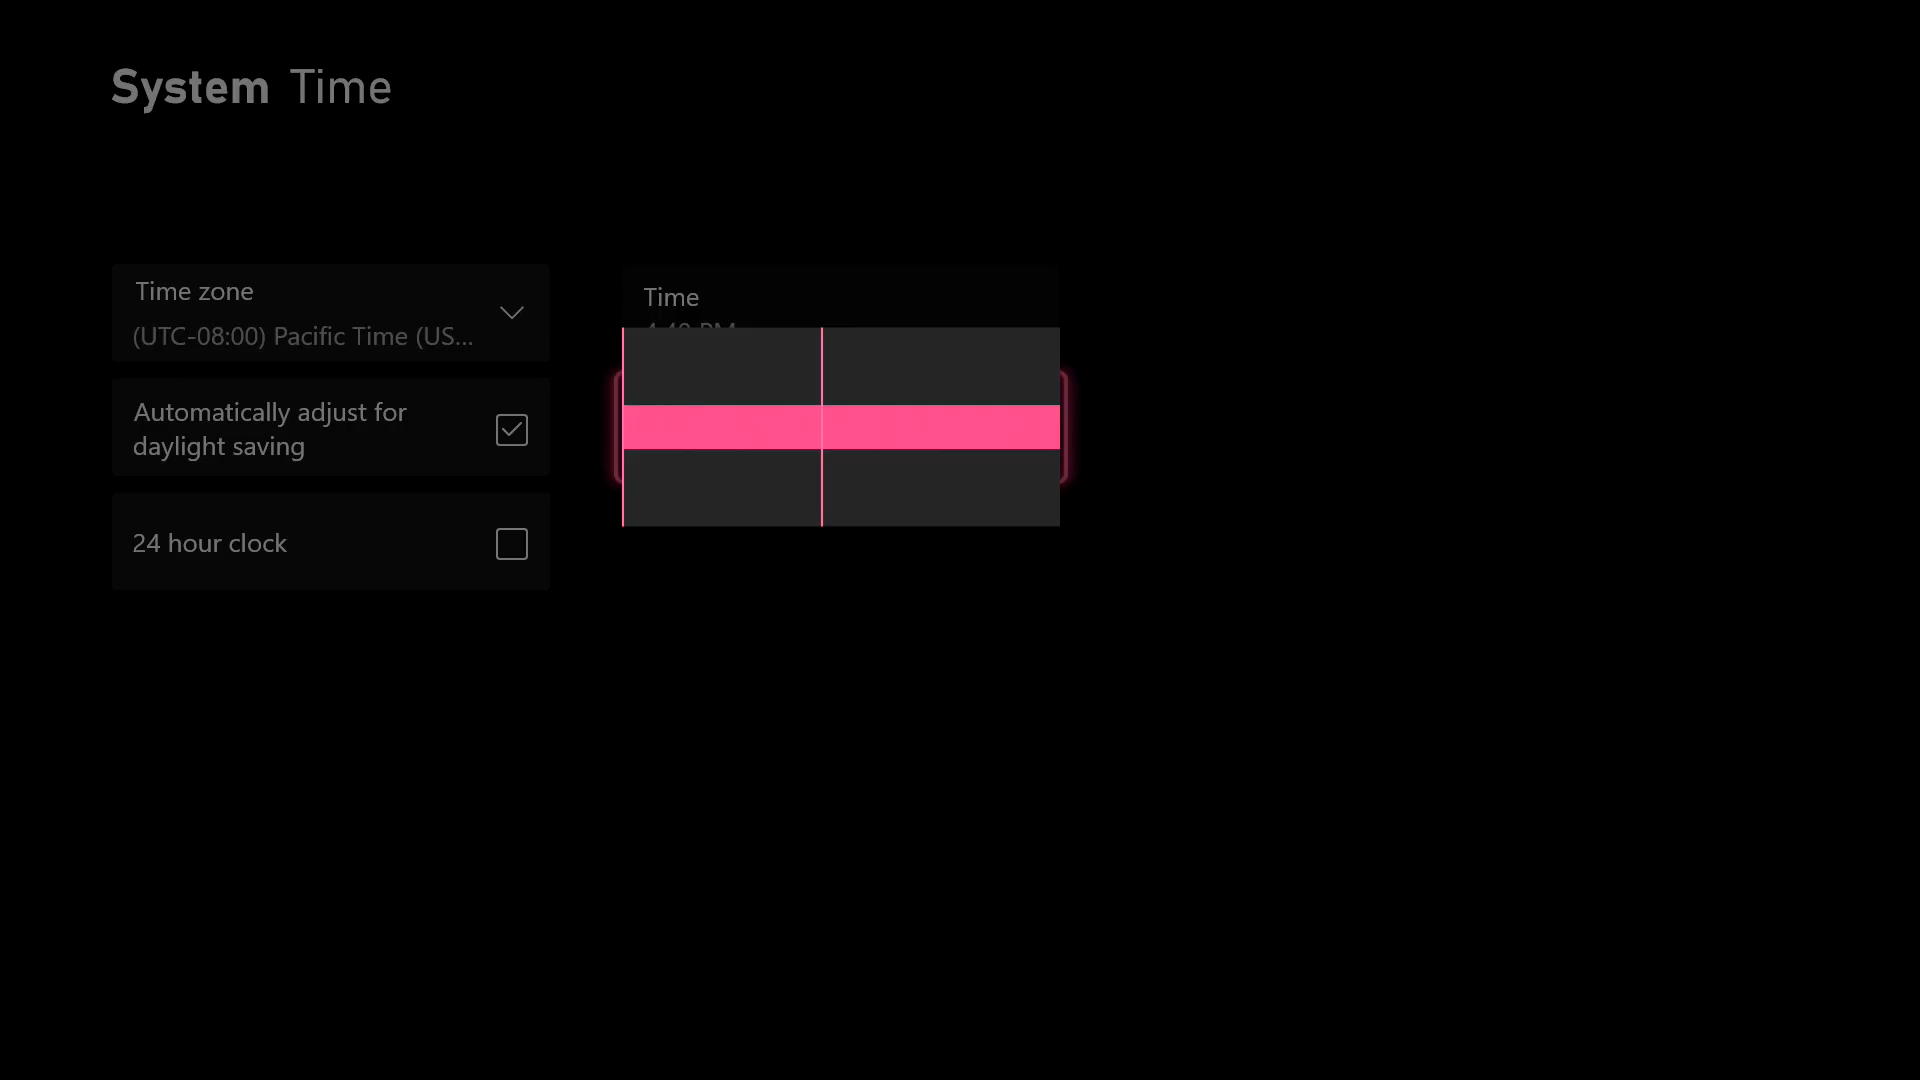 System Time
Time zone
(UTC-08:00) Pacific Time (US...
Automatically adjust for
daylight saving
24 hour clock
Time